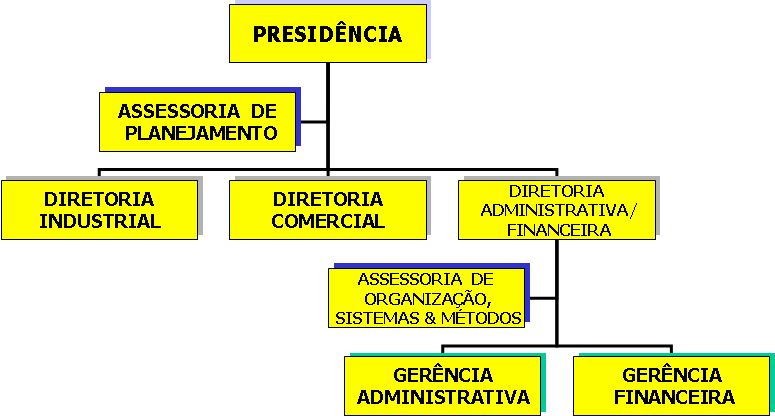 PRESIDÊNCIA
ASSESSORIA DE
PLANEJAMENTO
DIRETORIA
INDUSTRIAL
DIRETORIA
COMERCIAL
DIRETORIA
ADMINISTRATIVA/
FINANCEIRA
ASSESSORIA DE
ORGANIZAÇÃO,
SISTEMAS & MÉTODOS
GERÊNCIA
ADMINISTRATIVA
GERÊNCIA
FINANCEIRA